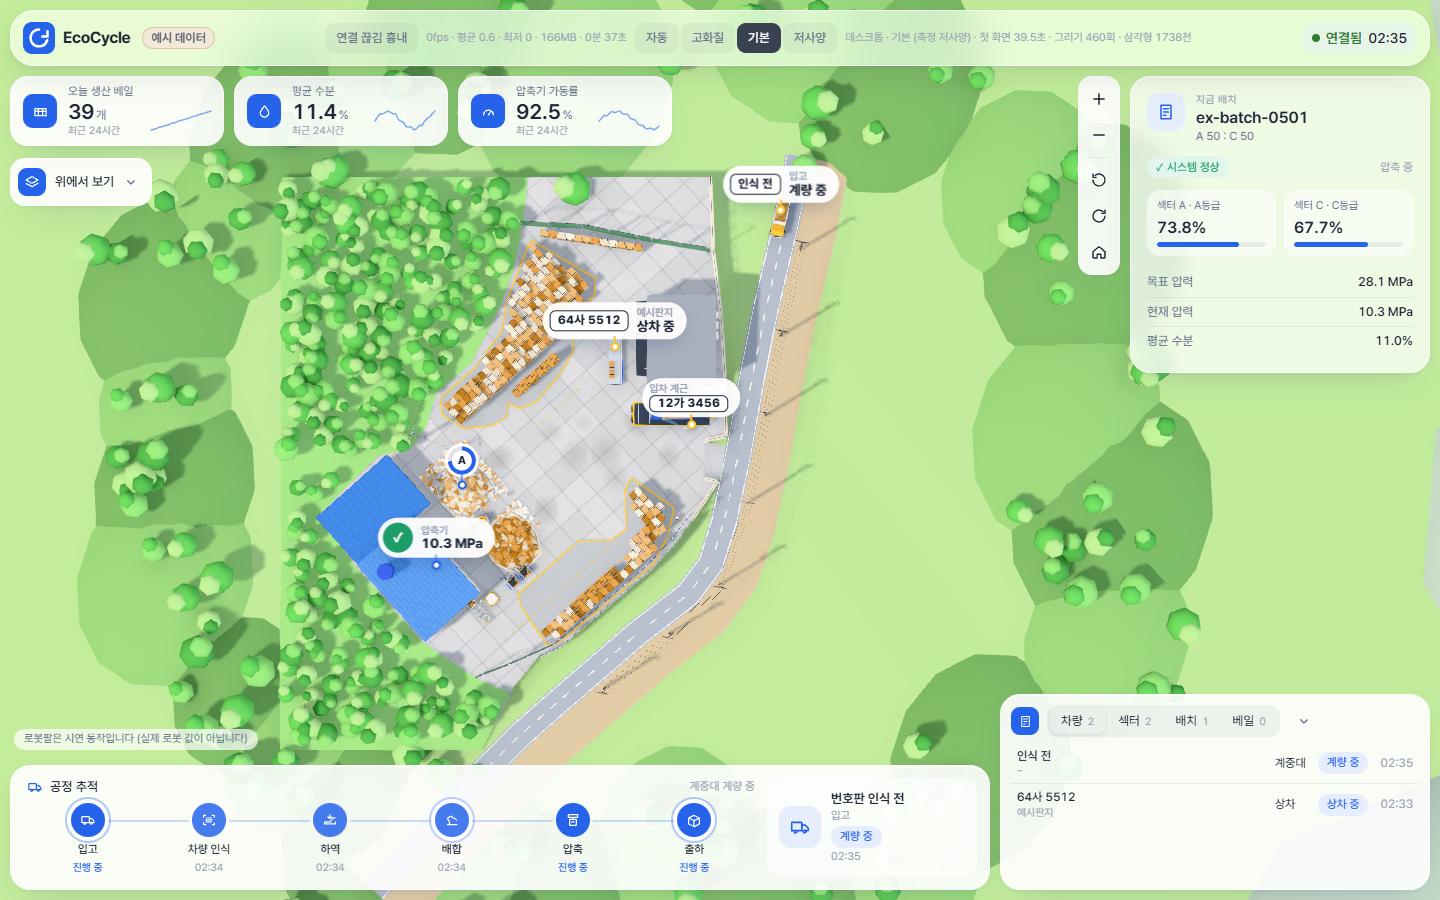 EcoCycle
예시 데이터
연결 끊김 흉내
0fps · 평균 0.6 · 최저 0 · 166MB · 0분 37초
자동
고화질
기본
저사양
데스크톱 · 기본 (측정 저사양) · 첫 화면 39.5초 · 그리기 460회 · 삼각형 1738천
연결됨 02:35
오늘 생산 베일
39개
최근 24시간
평균 수분
11.4%
최근 24시간
압축기 가동률
92.5%
최근 24시간
위에서 보기
지금 배치
ex-batch-0501
A 50 : C 50
✓ 시스템 정상
압축 중
섹터 A · A등급
73.8%
섹터 C · C등급
67.7%
목표 압력
28.1 MPa
현재 압력
10.3 MPa
평균 수분
11.0%
인식 전
입고
계량 중
64사 5512
예시판지
상차 중
입차 계근
12가 3456
A
압축기
10.3 MPa
로봇팔은 시연 동작입니다 (실제 로봇 값이 아닙니다)
공정 추적
계중대 계량 중
입고
진행 중
차량 인식
02:34
하역
02:34
배합
02:34
압축
진행 중
출하
진행 중
번호판 인식 전
입고
계량 중
02:35
차량 2
섹터 2
배치 1
베일 0
인식 전
–
계중대
계량 중
02:35
64사 5512
예시판지
상차
상차 중
02:33